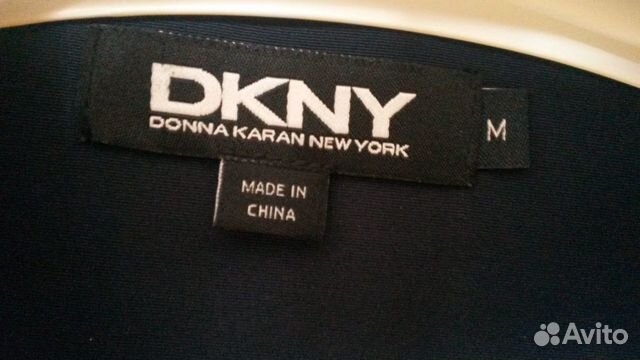 DKNY
DONNA KARAN NEW YORK
M
MADE IN
CHINA
Avito